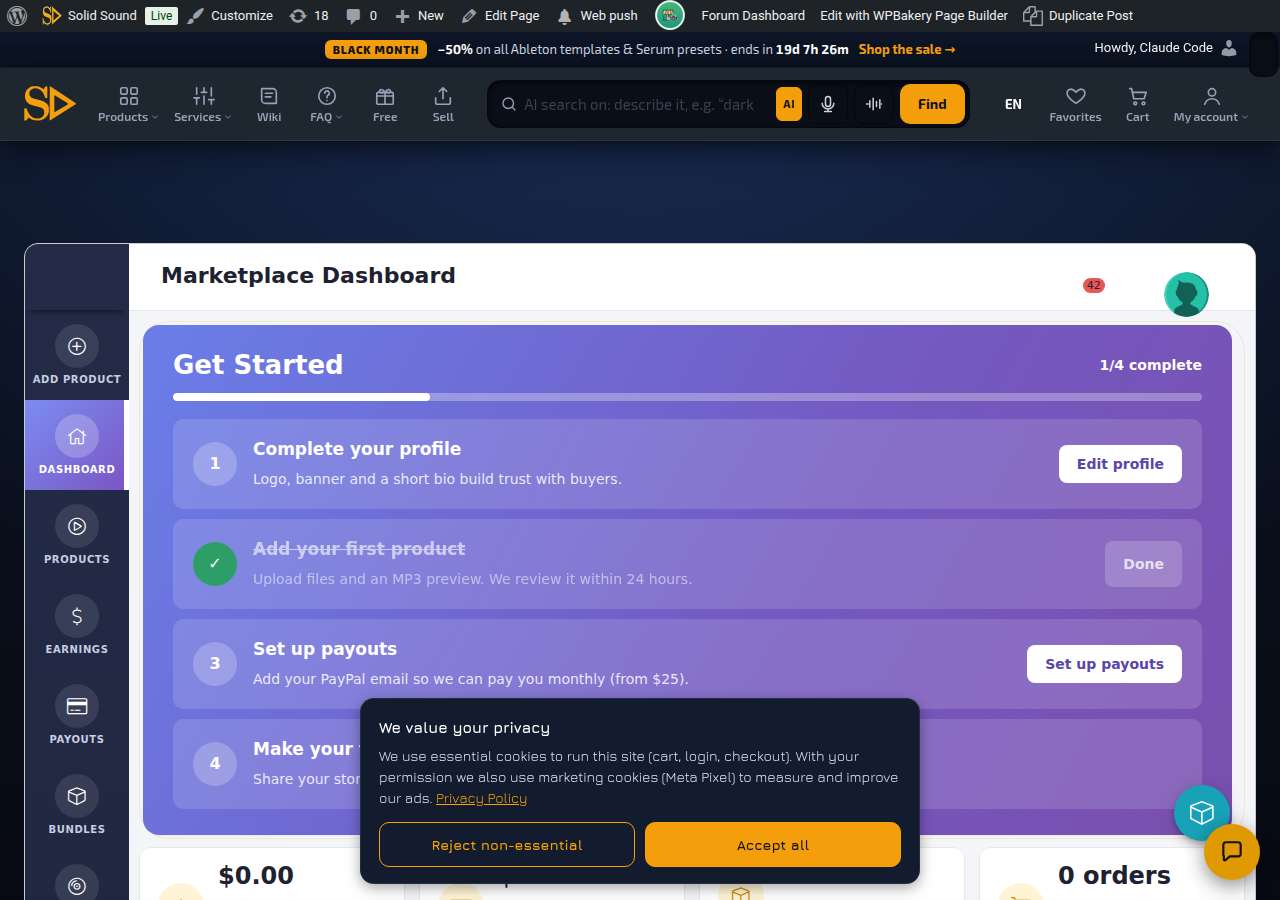 Solid Sound Live Customize 18 0 New Edit Page Web push Forum Dashboard Edit with WPBakery Page Builder Duplicate Post
BLACK MONTH –50% on all Ableton templates & Serum presets · ends in 19d 7h 26m Shop the sale →
Howdy, Claude Code
Products Services Wiki FAQ Free Sell
AI search on: describe it, e.g. "dark AI Find
EN Favorites Cart My account
Marketplace Dashboard
42
ADD PRODUCT
DASHBOARD
PRODUCTS
EARNINGS
PAYOUTS
BUNDLES
Get Started 1/4 complete
1 Complete your profile
Logo, banner and a short bio build trust with buyers.
Edit profile
✓ Add your first product
Upload files and an MP3 preview. We review it within 24 hours.
Done
3 Set up payouts
Add your PayPal email so we can pay you monthly (from $25).
Set up payouts
4 Make your
Share your
We value your privacy
We use essential cookies to run this site (cart, login, checkout). With your
permission we also use marketing cookies (Meta Pixel) to measure and improve
our ads. Privacy Policy
Reject non-essential Accept all
$0.00
0 orders